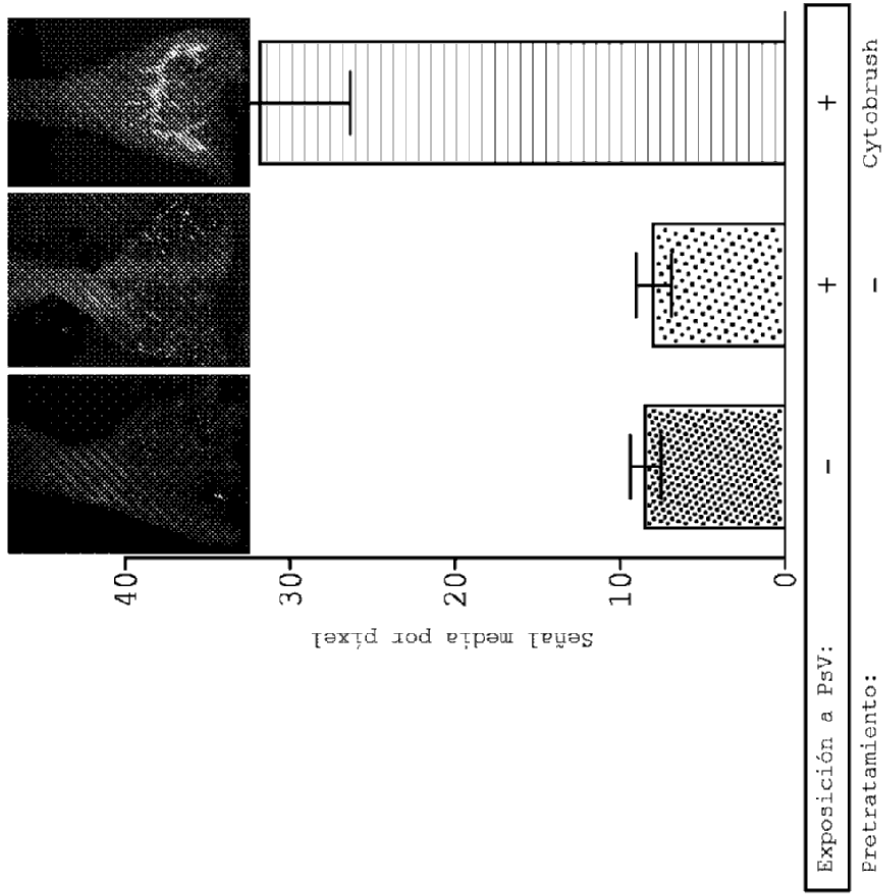 40
30
20
10
0
Señal media por píxel
Exposición a PsV: - + +
Pretratamiento: - Cytobrush